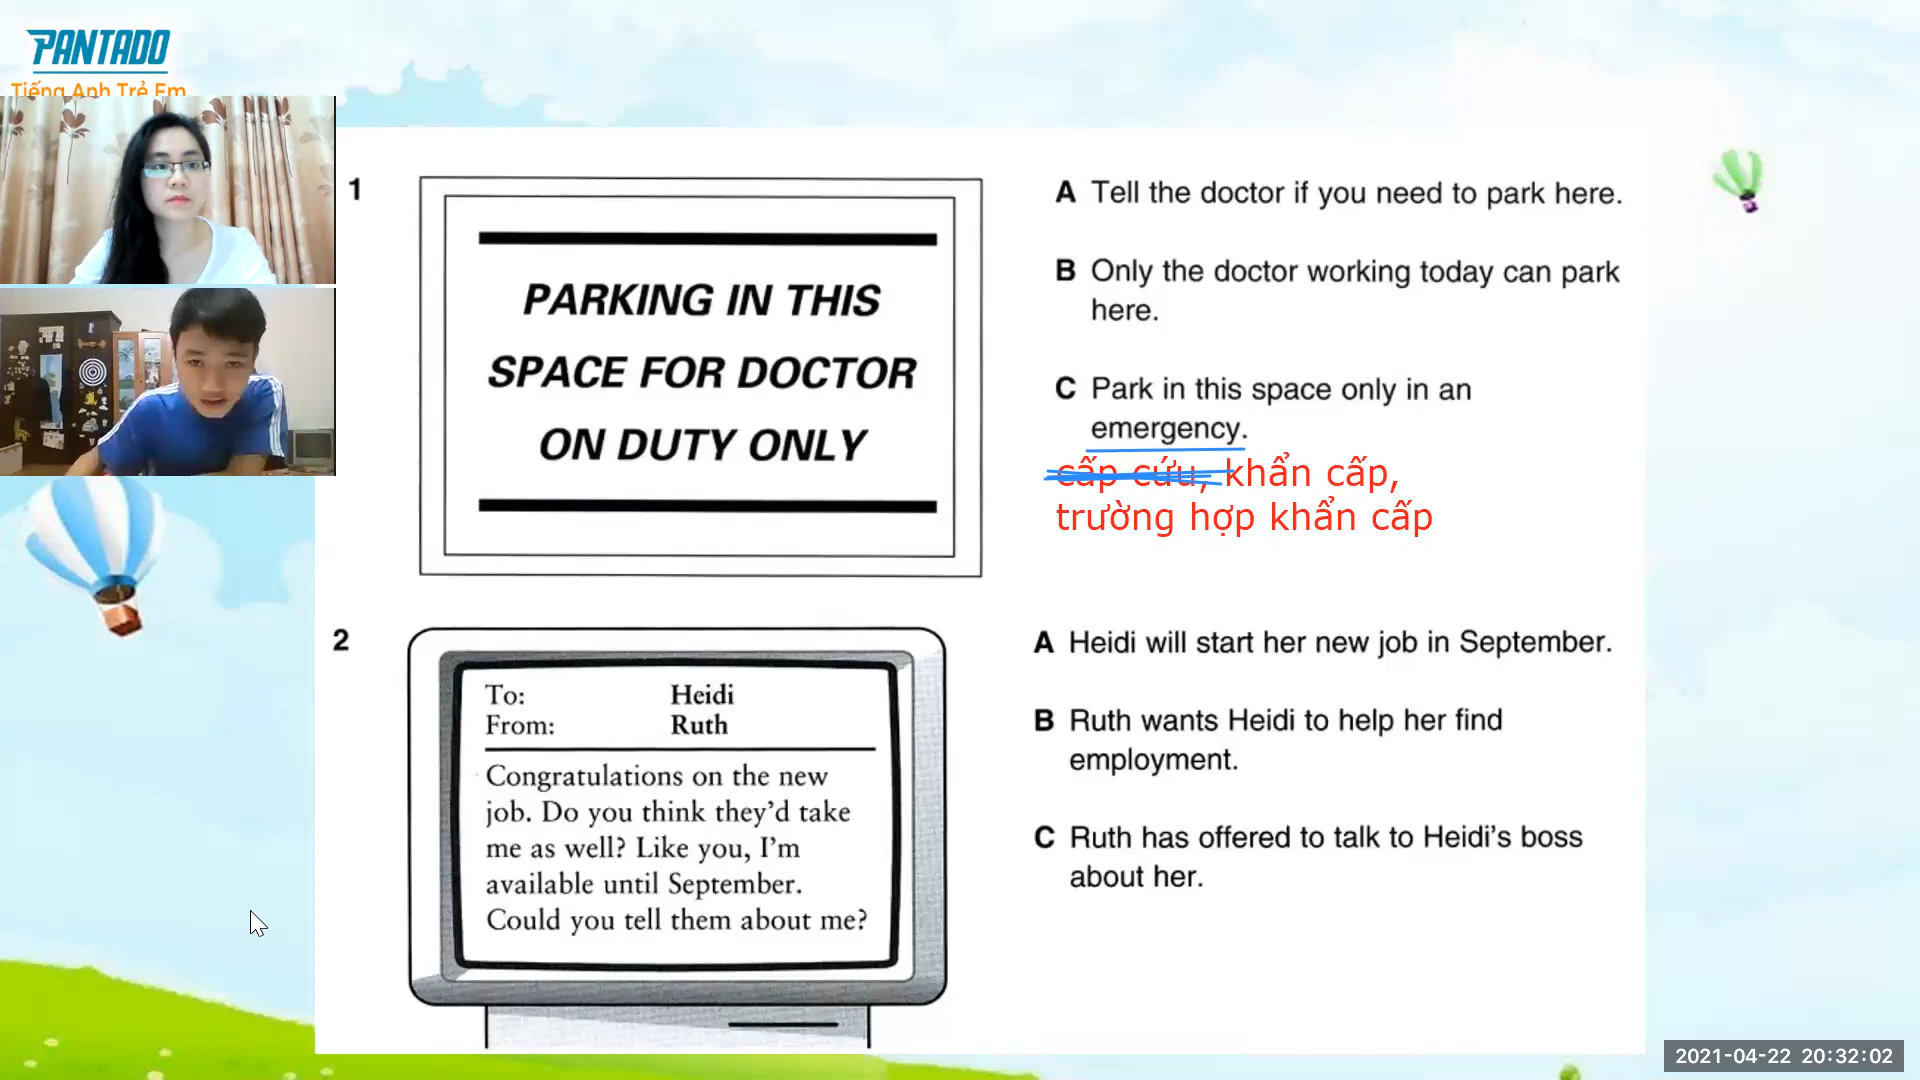 PANTADO
Tiếng Anh Trẻ Em
1
PARKING IN THIS
SPACE FOR DOCTOR
ON DUTY ONLY
A Tell the doctor if you need to park here.
B Only the doctor working today can park
here.
C Park in this space only in an
emergency.
cấp cứu, khẩn cấp,
trường hợp khẩn cấp
2
To: Heidi
From: Ruth
Congratulations on the new
job. Do you think they'd take
me as well? Like you, I'm
available until September.
Could you tell them about me?
A Heidi will start her new job in September.
B Ruth wants Heidi to help her find
employment.
C Ruth has offered to talk to Heidi's boss
about her.
2021-04-22 20:32:02